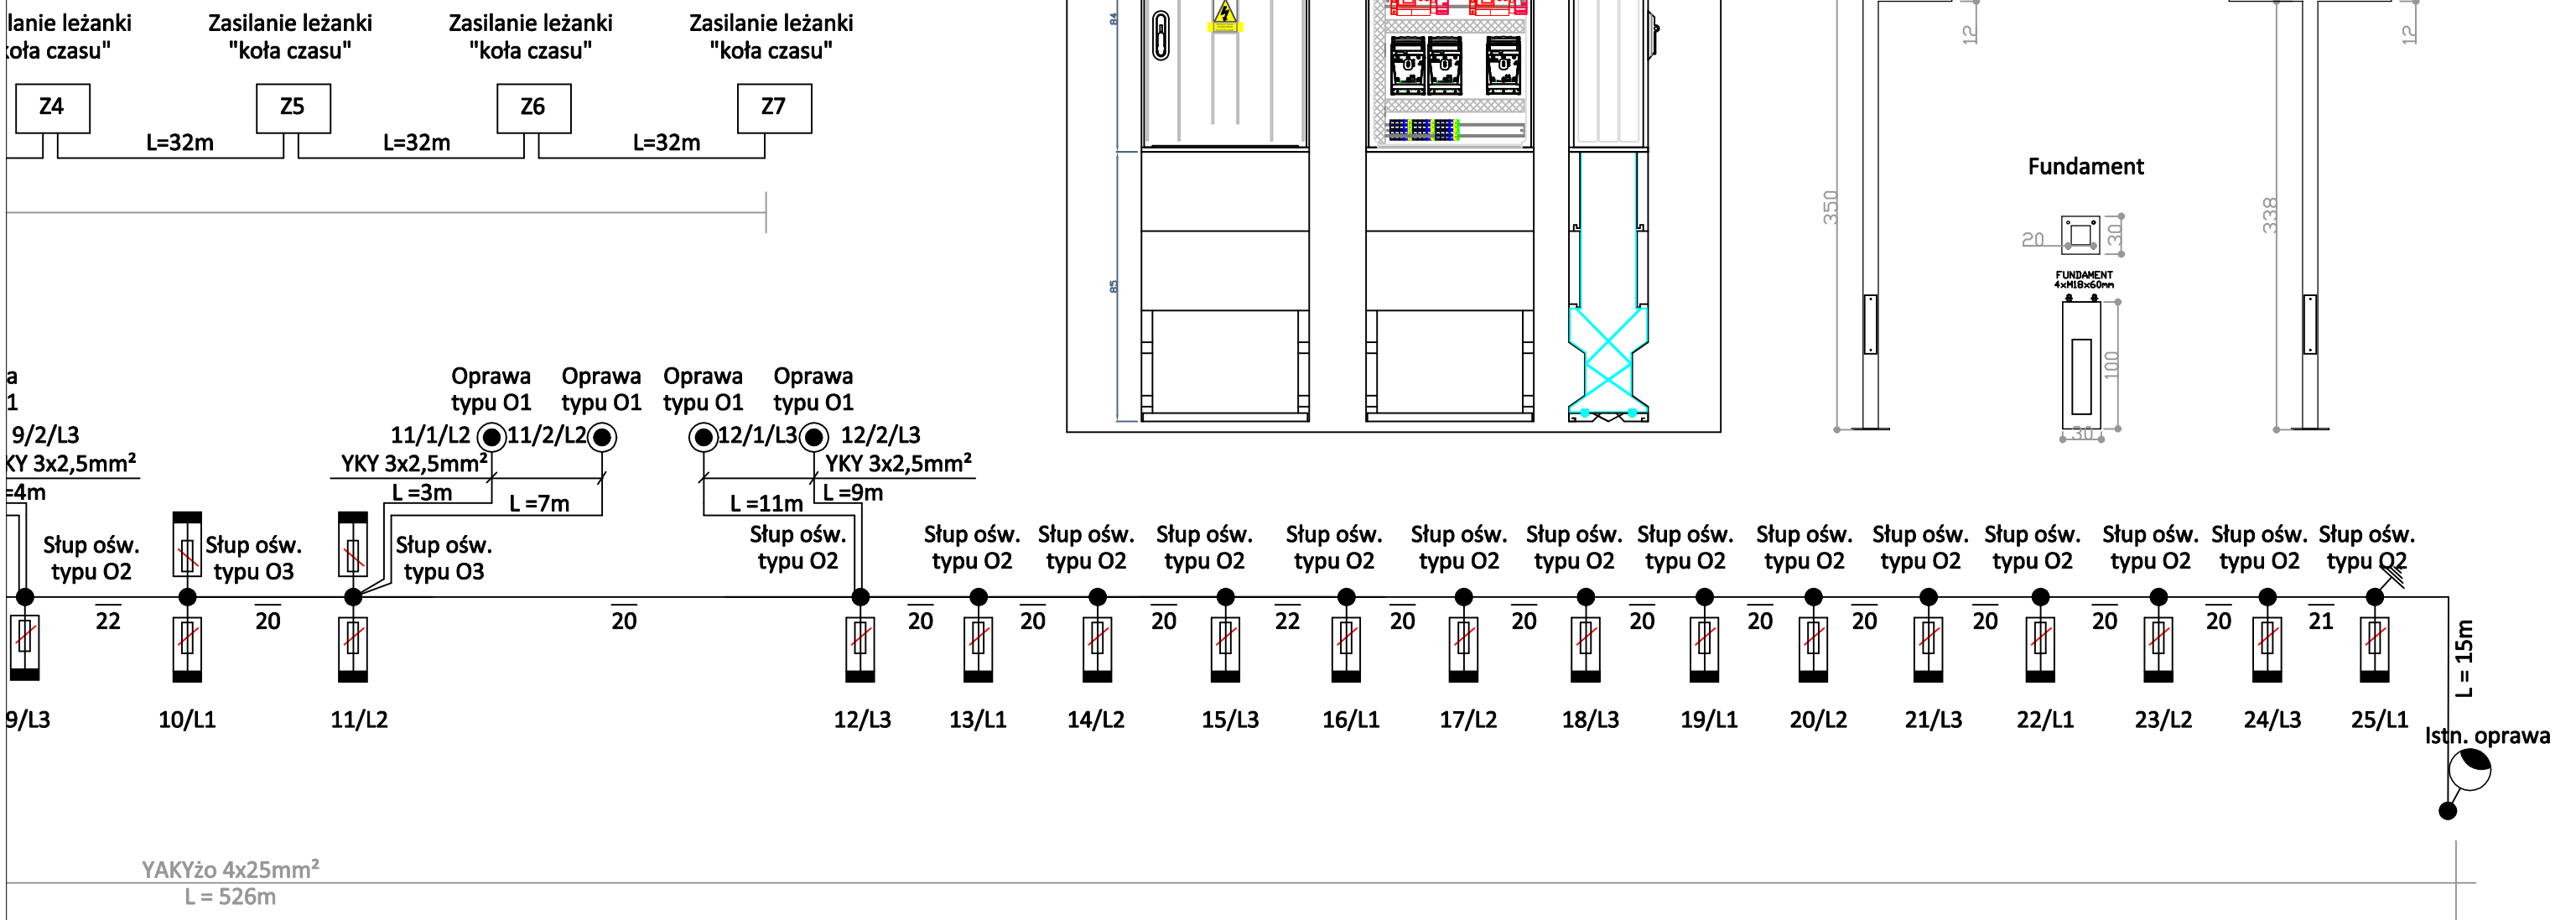 lanie leżanki
koła czasu"
Zasilanie leżanki
"koła czasu"
Zasilanie leżanki
"koła czasu"
Zasilanie leżanki
"koła czasu"
Z4
Z5
Z6
Z7
L=32m
L=32m
L=32m
84
85
12
12
350
338
Fundament
20
30
FUNDAMENT
4xM18x60mm
100
30
a
1
9/2/L3
KY 3x2,5mm²
=4m
Oprawa
typu O1
Oprawa
typu O1
Oprawa
typu O1
Oprawa
typu O1
11/1/L2
11/2/L2
12/1/L3
12/2/L3
YKY 3x2,5mm²
YKY 3x2,5mm²
L =3m
L =7m
L =11m
L =9m
Słup ośw.
typu O2
Słup ośw.
typu O3
Słup ośw.
typu O3
Słup ośw.
typu O2
Słup ośw.
typu O2
Słup ośw.
typu O2
Słup ośw.
typu O2
Słup ośw.
typu O2
Słup ośw.
typu O2
Słup ośw.
typu O2
Słup ośw.
typu O2
Słup ośw.
typu O2
Słup ośw.
typu O2
Słup ośw.
typu O2
Słup ośw.
typu O2
Słup ośw.
typu O2
Słup ośw.
typu O2
22
20
20
20
20
20
22
20
20
20
20
20
20
20
20
21
L = 15m
9/L3
10/L1
11/L2
12/L3
13/L1
14/L2
15/L3
16/L1
17/L2
18/L3
19/L1
20/L2
21/L3
22/L1
23/L2
24/L3
25/L1
Istn. oprawa
YAKYżo 4x25mm²
L = 526m